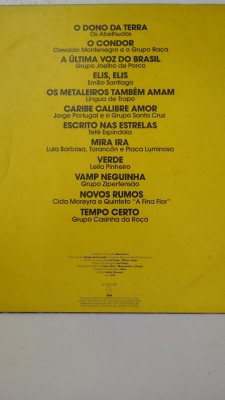 O DONO DA TERRA
Os Abelhudos
O CONDOR
Oswaldo Montenegro e o Grupo Raça
A ÚLTIMA VOZ DO BRASIL
Grupo Joelho de Porco
ELIS, ELIS
Emílio Santiago
OS METALEIROS TAMBÉM AMAM
Língua de Trapo
CARIBE CALIBRE AMOR
Jorge Portugal e o Grupo Santa Cruz
ESCRITO NAS ESTRELAS
Tetê Espíndola
MIRA IRA
Lula Barbosa, Tarancón e Placa Luminosa
VERDE
Leila Pinheiro
VAMP NEGUINHA
Grupo Zipertensão
NOVOS RUMOS
Cida Moreyra e Quinteto "A Fina Flor"
TEMPO CERTO
Grupo Casinha da Roça